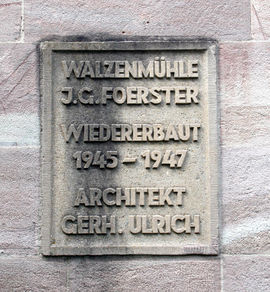 WALZENMÜHLE
J.G. FOERSTER
WIEDERERBAUT
1945 – 1947
ARCHITEKT
GERH. ULRICH